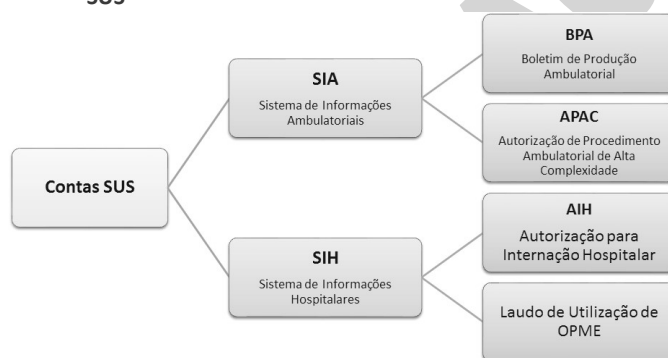 SUS
Contas SUS
SIA
Sistema de Informações
Ambulatoriais
BPA
Boletim de Produção
Ambulatorial
APAC
Autorização de Procedimento
Ambulatorial de Alta
Complexidade
SIH
Sistema de Informações
Hospitalares
AIH
Autorização para
Internação Hospitalar
Laudo de Utilização de
OPME